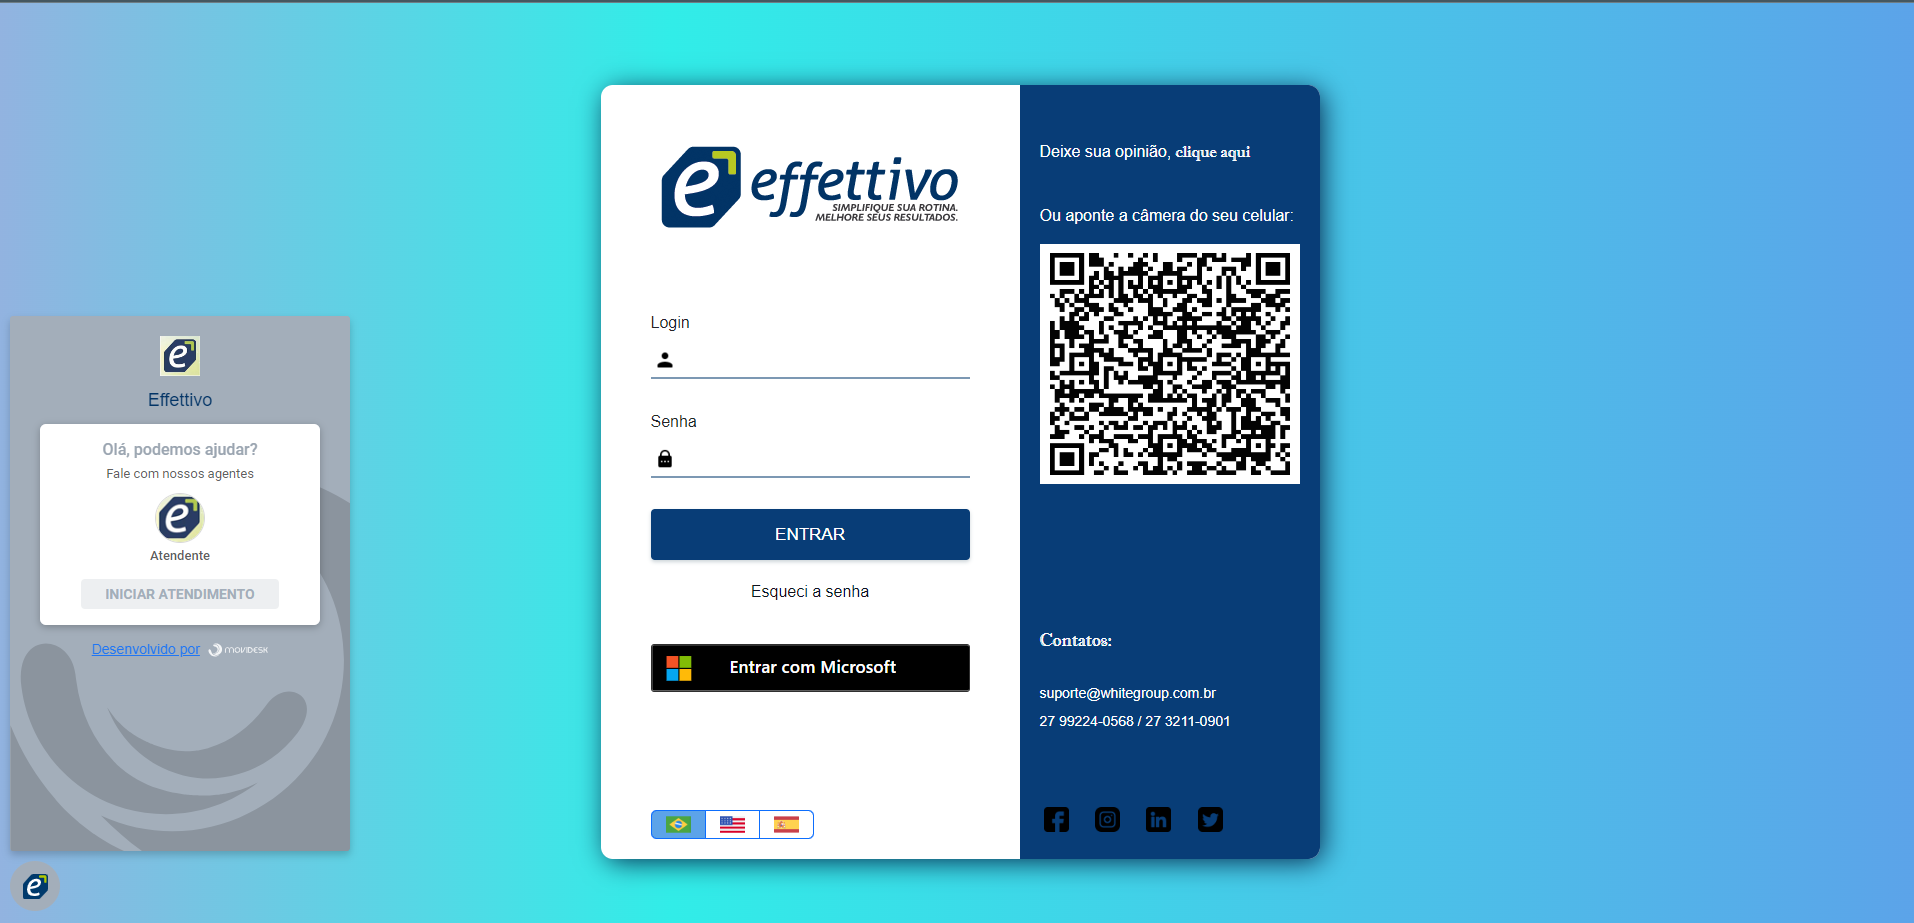 effettivo
SIMPLIFIQUE SUA ROTINA.
MELHORE SEUS RESULTADOS.
Login
Senha
ENTRAR
Esqueci a senha
Entrar com Microsoft
Deixe sua opinião, clique aqui
Ou aponte a câmera do seu celular:
Contatos:
suporte@whitegroup.com.br
27 99224-0568 / 27 3211-0901
Effettivo
Olá, podemos ajudar?
Fale com nossos agentes
Atendente
INICIAR ATENDIMENTO
Desenvolvido por MOVIDESK